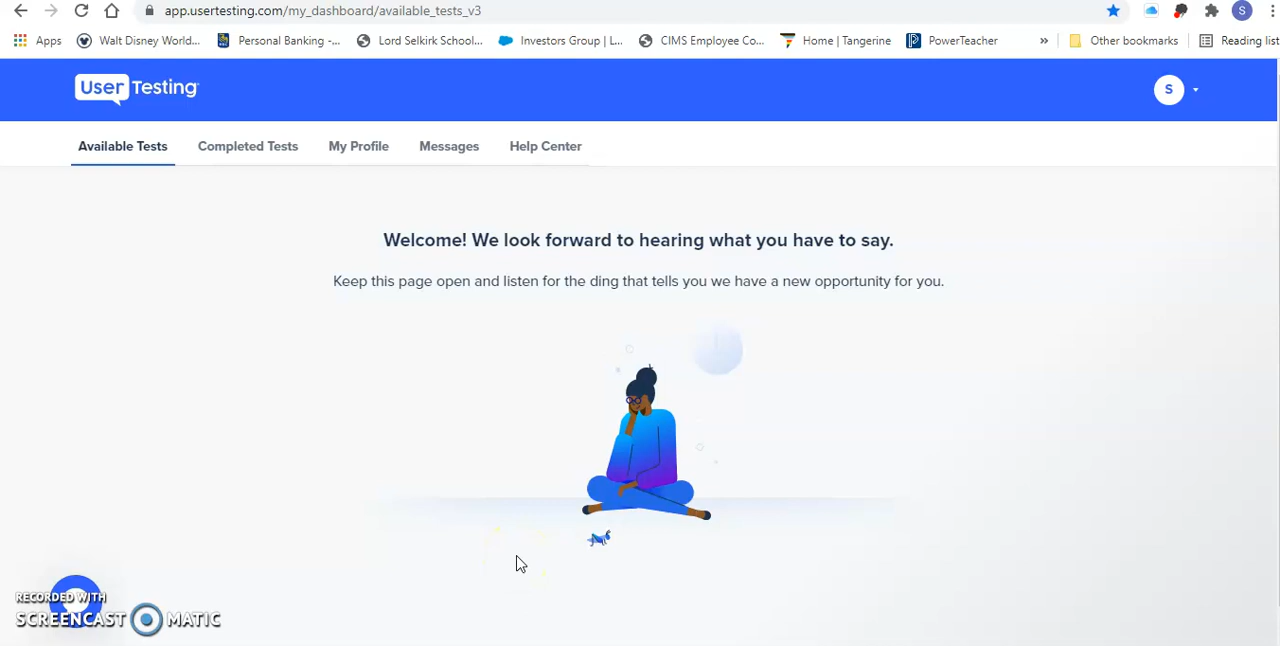 app.usertesting.com/my_dashboard/available_tests_v3
S
Apps Walt Disney World... Personal Banking -... Lord Selkirk School... Investors Group | L... CIMS Employee Co... Home | Tangerine PowerTeacher » Other bookmarks Reading list
UserTesting
S
Available Tests Completed Tests My Profile Messages Help Center
Welcome! We look forward to hearing what you have to say.
Keep this page open and listen for the ding that tells you we have a new opportunity for you.
RECORDED WITH
SCREENCAST MATIC